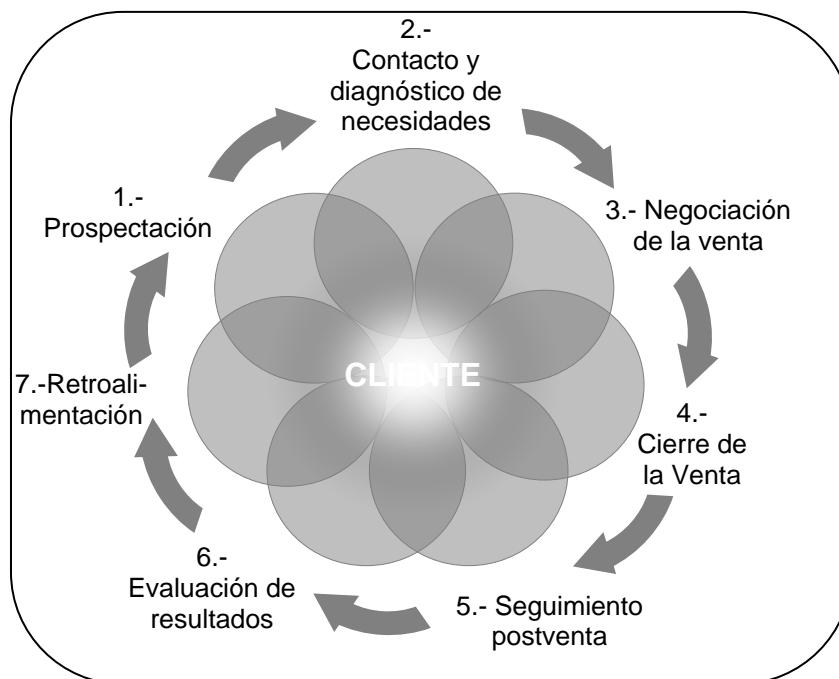 2.-
Contacto y
diagnóstico de
necesidades
1.-
Prospectación
3.- Negociación
de la venta
CLIENTE
7.-Retroali-
mentación
4.-
Cierre de
la Venta
6.-
Evaluación de
resultados
5.- Seguimiento
postventa